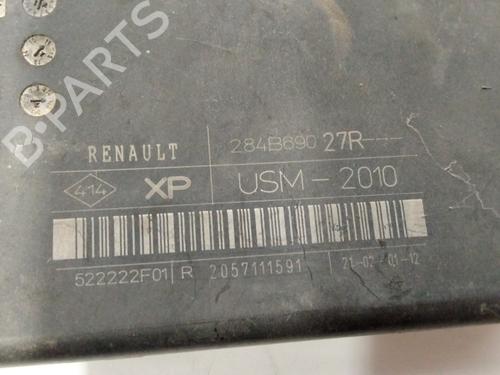 B-PARTS
RENAULT 284B69027R----
414 XP USM-2010
522222F01 R 2057111591 21-02-01-12